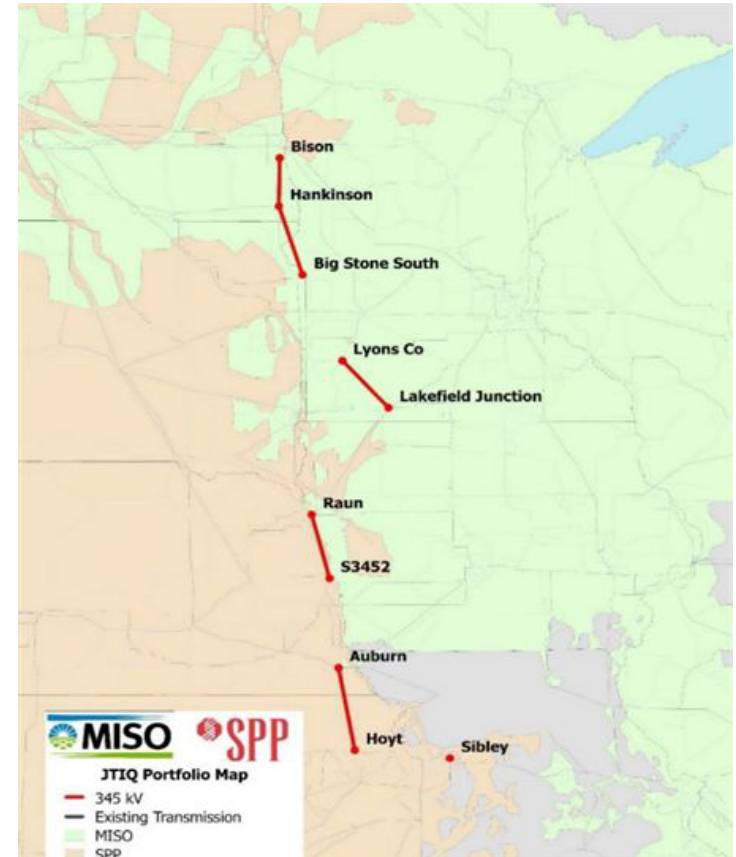 Bison
Hankinson
Big Stone South
Lyons Co
Lakefield Junction
Raun
S3452
Auburn
Hoyt
Sibley
MISO SPP
JTIQ Portfolio Map
345 kV
Existing Transmission
MISO
SPP